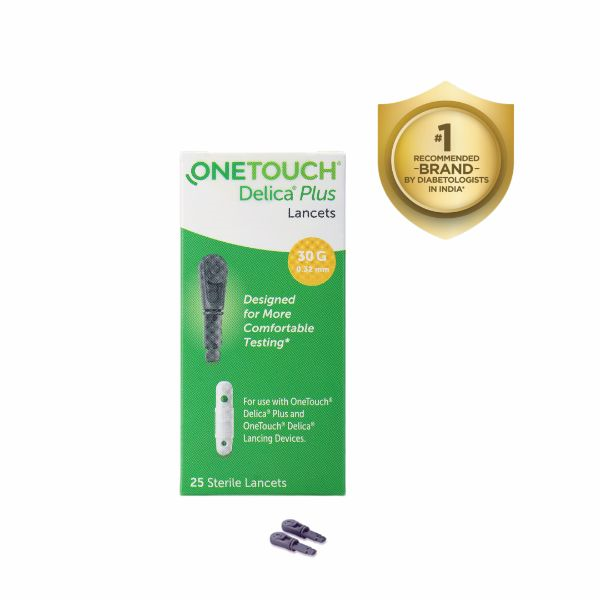 ONETOUCH®
Delica® Plus
Lancets
30 G
0.32 mm
Designed
for More
Comfortable
Testing*
For use with OneTouch®
Delica® Plus and
OneTouch® Delica®
Lancing Devices.
25 Sterile Lancets
#1
RECOMMENDED
-BRAND-
BY DIABETOLOGISTS
IN INDIA*